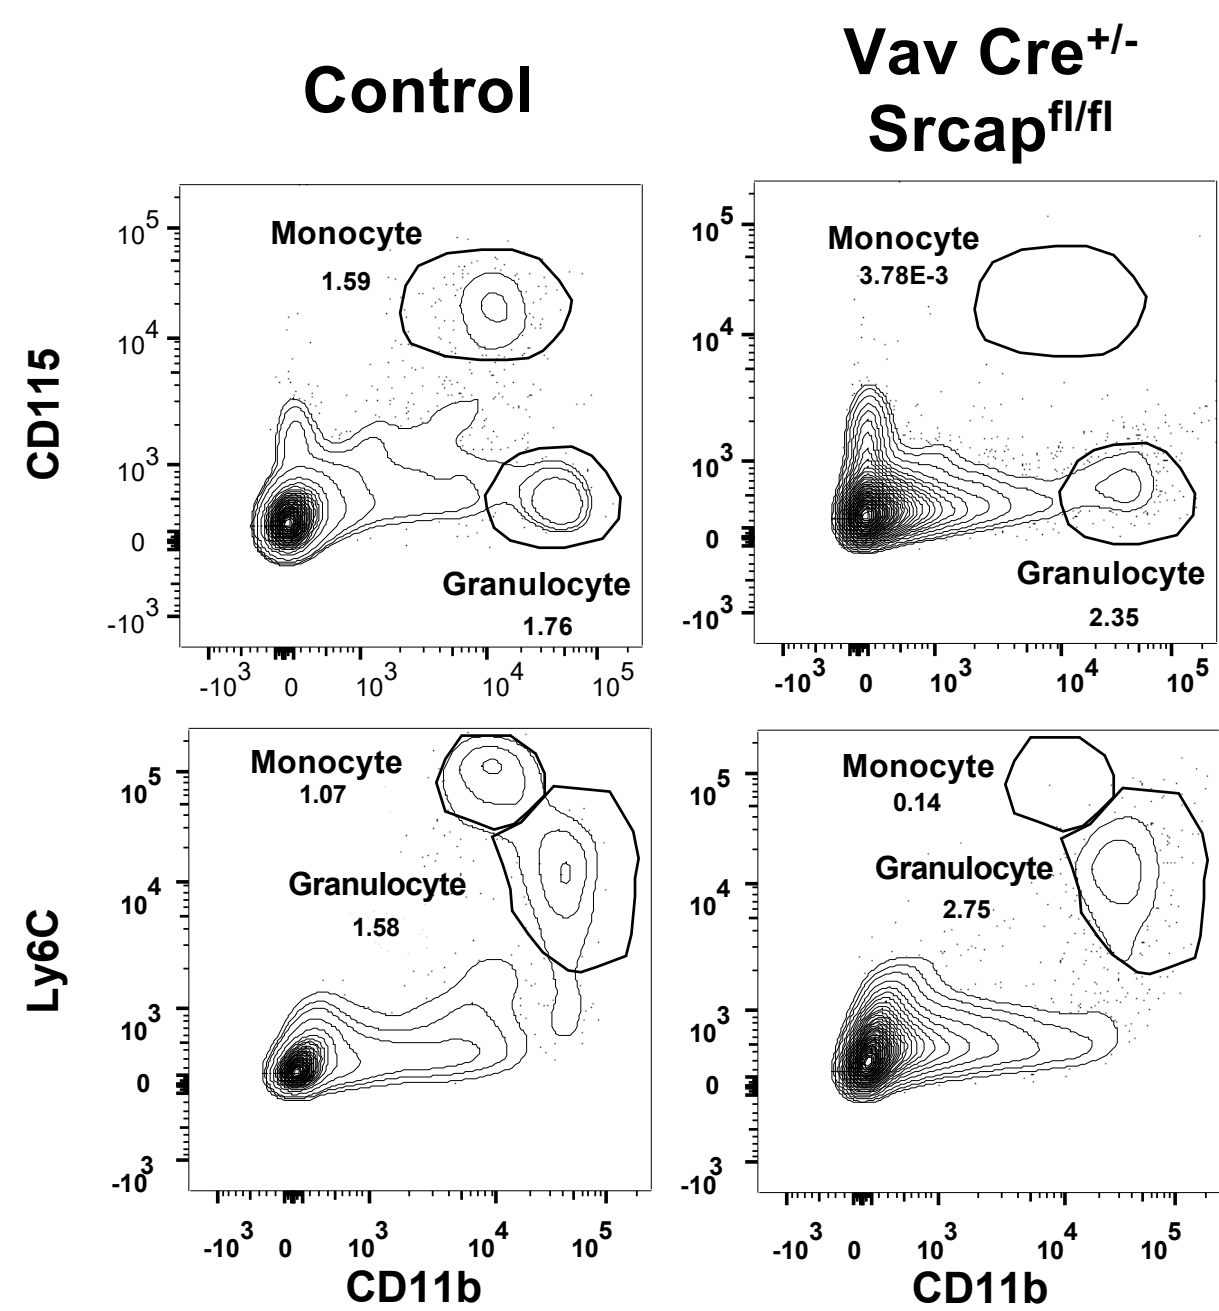 Control
Vav Cre+/-
Srcapfl/fl
CD115
10^5
10^4
10^3
0
-10^3
Monocyte
1.59
Granulocyte
1.76
-10^3 0 10^3 10^4 10^5
10^5
10^4
10^3
0
-10^3
Monocyte
3.78E-3
Granulocyte
2.35
-10^3 0 10^3 10^4 10^5
Ly6C
10^5
10^4
10^3
0
-10^3
Monocyte
1.07
Granulocyte
1.58
-10^3 0 10^3 10^4 10^5
CD11b
10^5
10^4
10^3
0
-10^3
Monocyte
0.14
Granulocyte
2.75
-10^3 0 10^3 10^4 10^5
CD11b